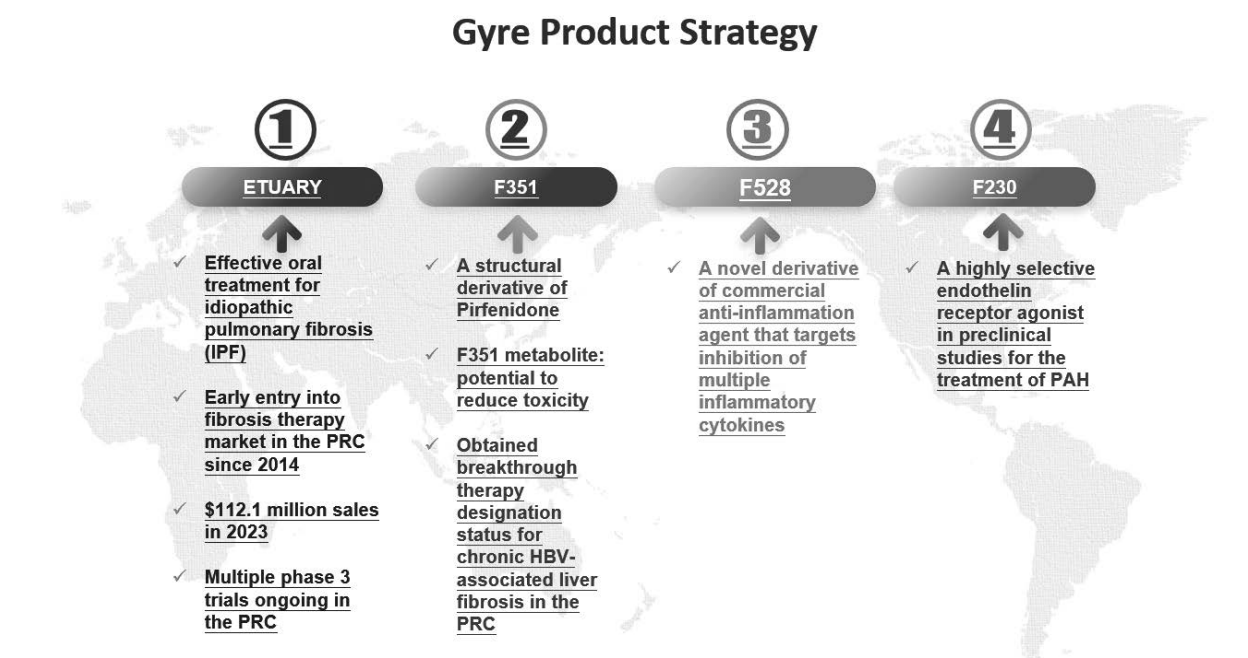 Gyre Product Strategy
1
ETUARY
Effective oral
treatment for
idiopathic
pulmonary fibrosis
(IPF)
Early entry into
fibrosis therapy
market in the PRC
since 2014
$112.1 million sales
in 2023
Multiple phase 3
trials ongoing in
the PRC
2
F351
A structural
derivative of
Pirfenidone
F351 metabolite:
potential to
reduce toxicity
Obtained
breakthrough
therapy
designation
status for
chronic HBV-
associated liver
fibrosis in the
PRC
3
F528
A novel derivative
of commercial
anti-inflammation
agent that targets
inhibition of
multiple
inflammatory
cytokines
4
F230
A highly selective
endothelin
receptor agonist
in preclinical
studies for the
treatment of PAH